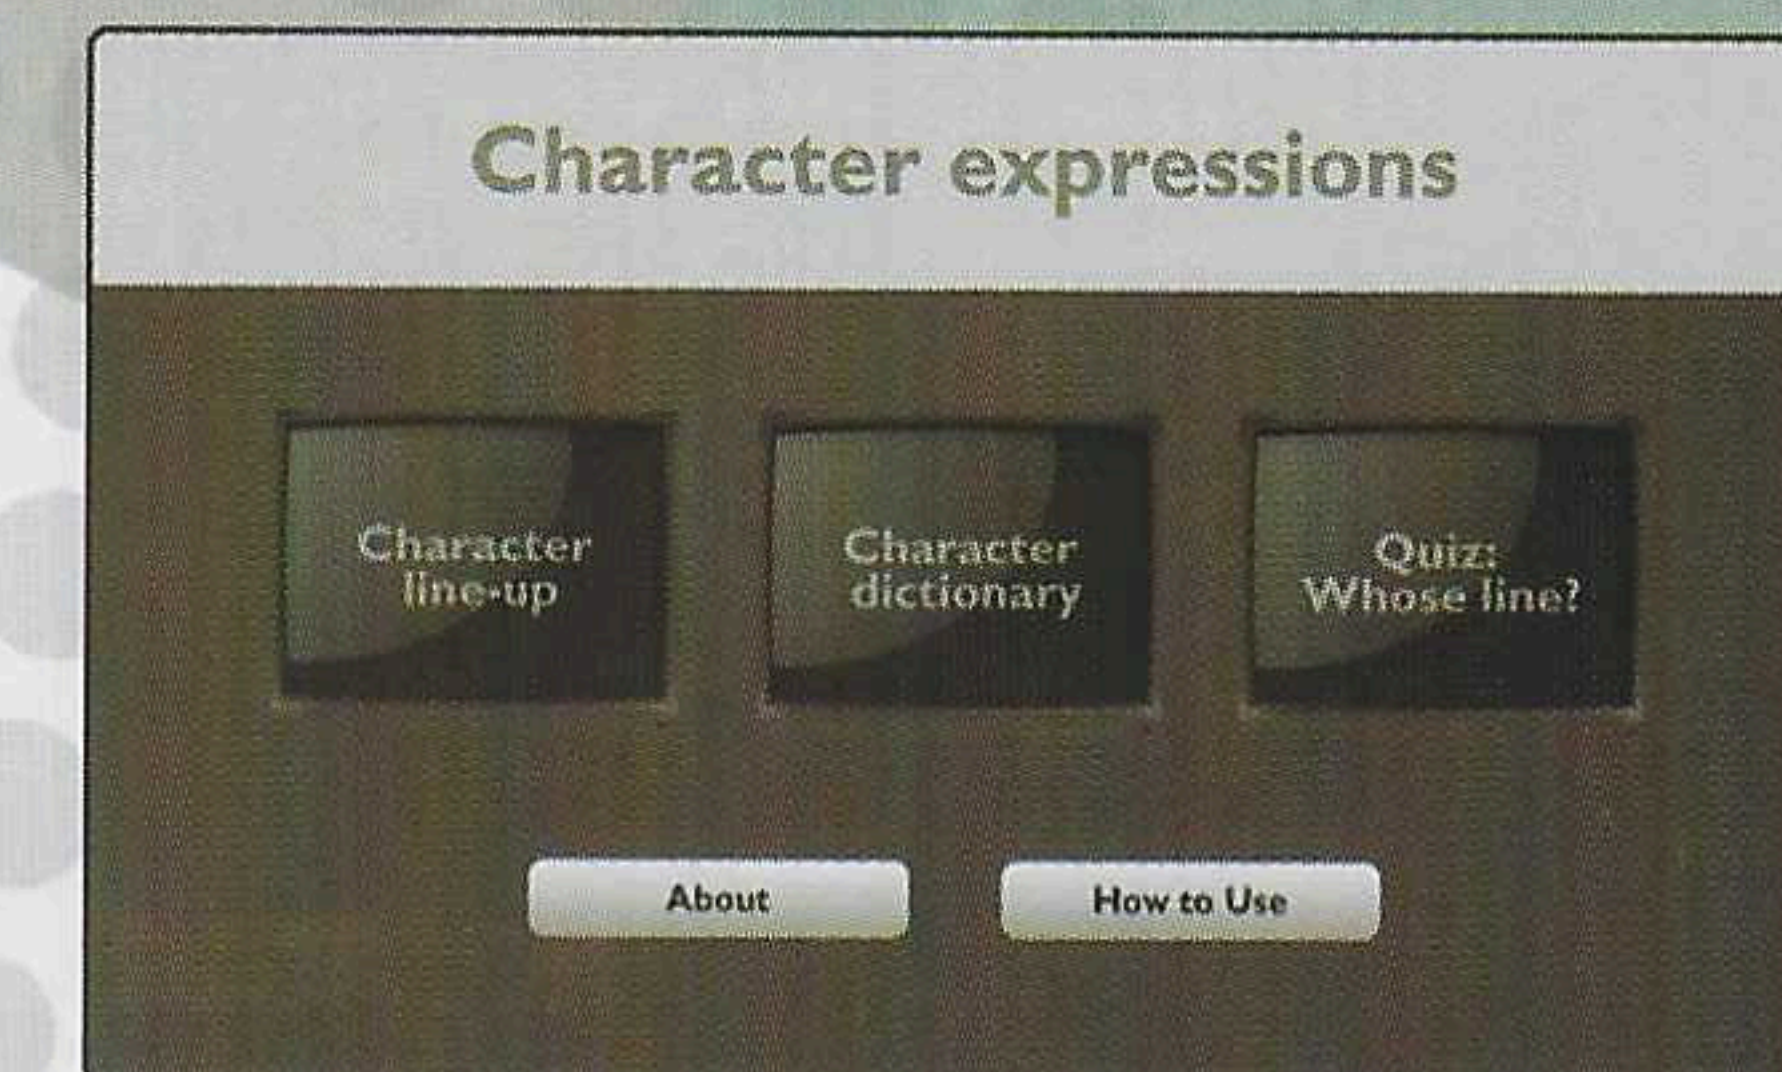 Character expressions
Character
line-up
Character
dictionary
Quiz:
Whose line?
About
How to Use